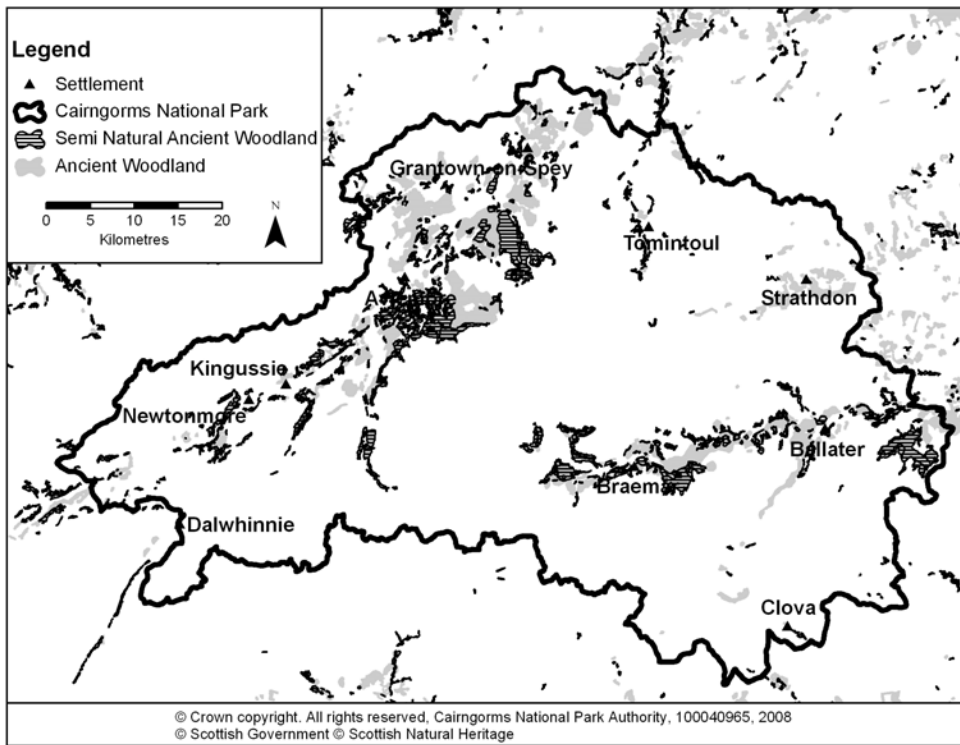 Legend
Settlement
Cairngorms National Park
Semi Natural Ancient Woodland
Ancient Woodland
0 5 10 15 20
Kilometres
N
Grantown-on-Spey
Tomintoul
Strathdon
Kingussie
Newtonmore
Ballater
Braemar
Dalwhinnie
Clova
© Crown copyright. All rights reserved, Cairngorms National Park Authority, 100040965, 2008
© Scottish Government © Scottish Natural Heritage